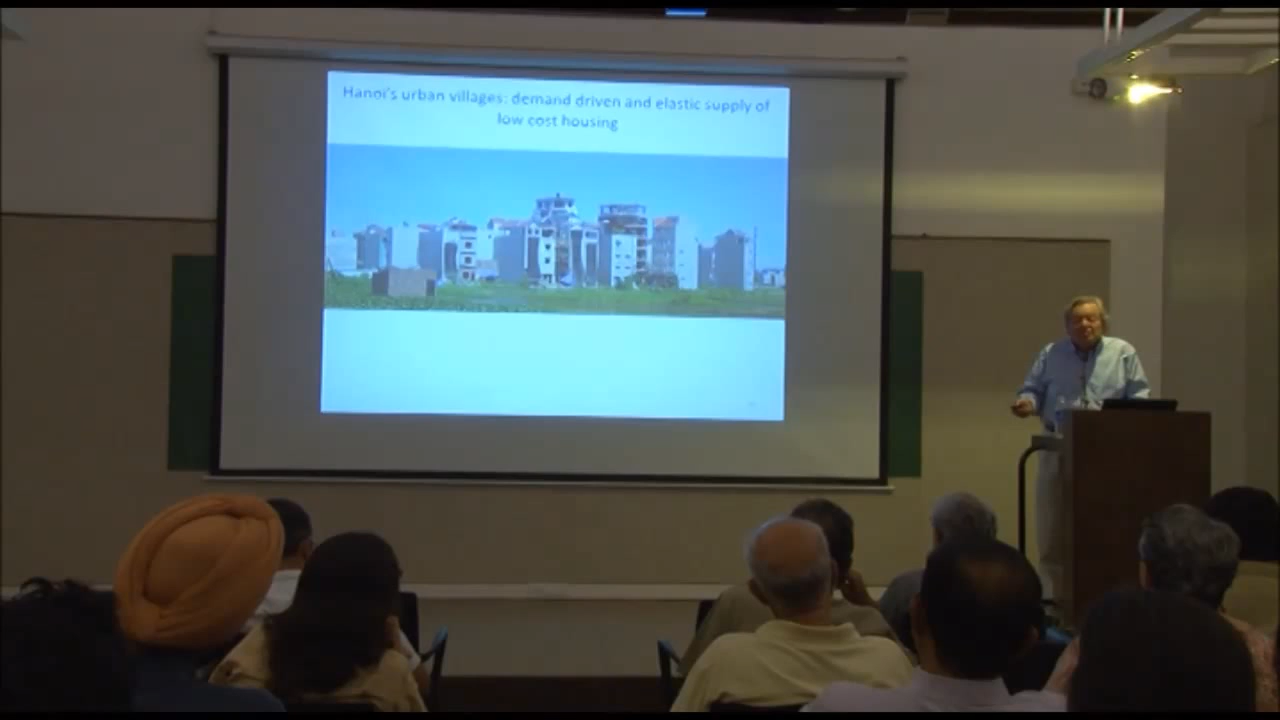 Hanoi's urban villages: demand driven and elastic supply of
low cost housing